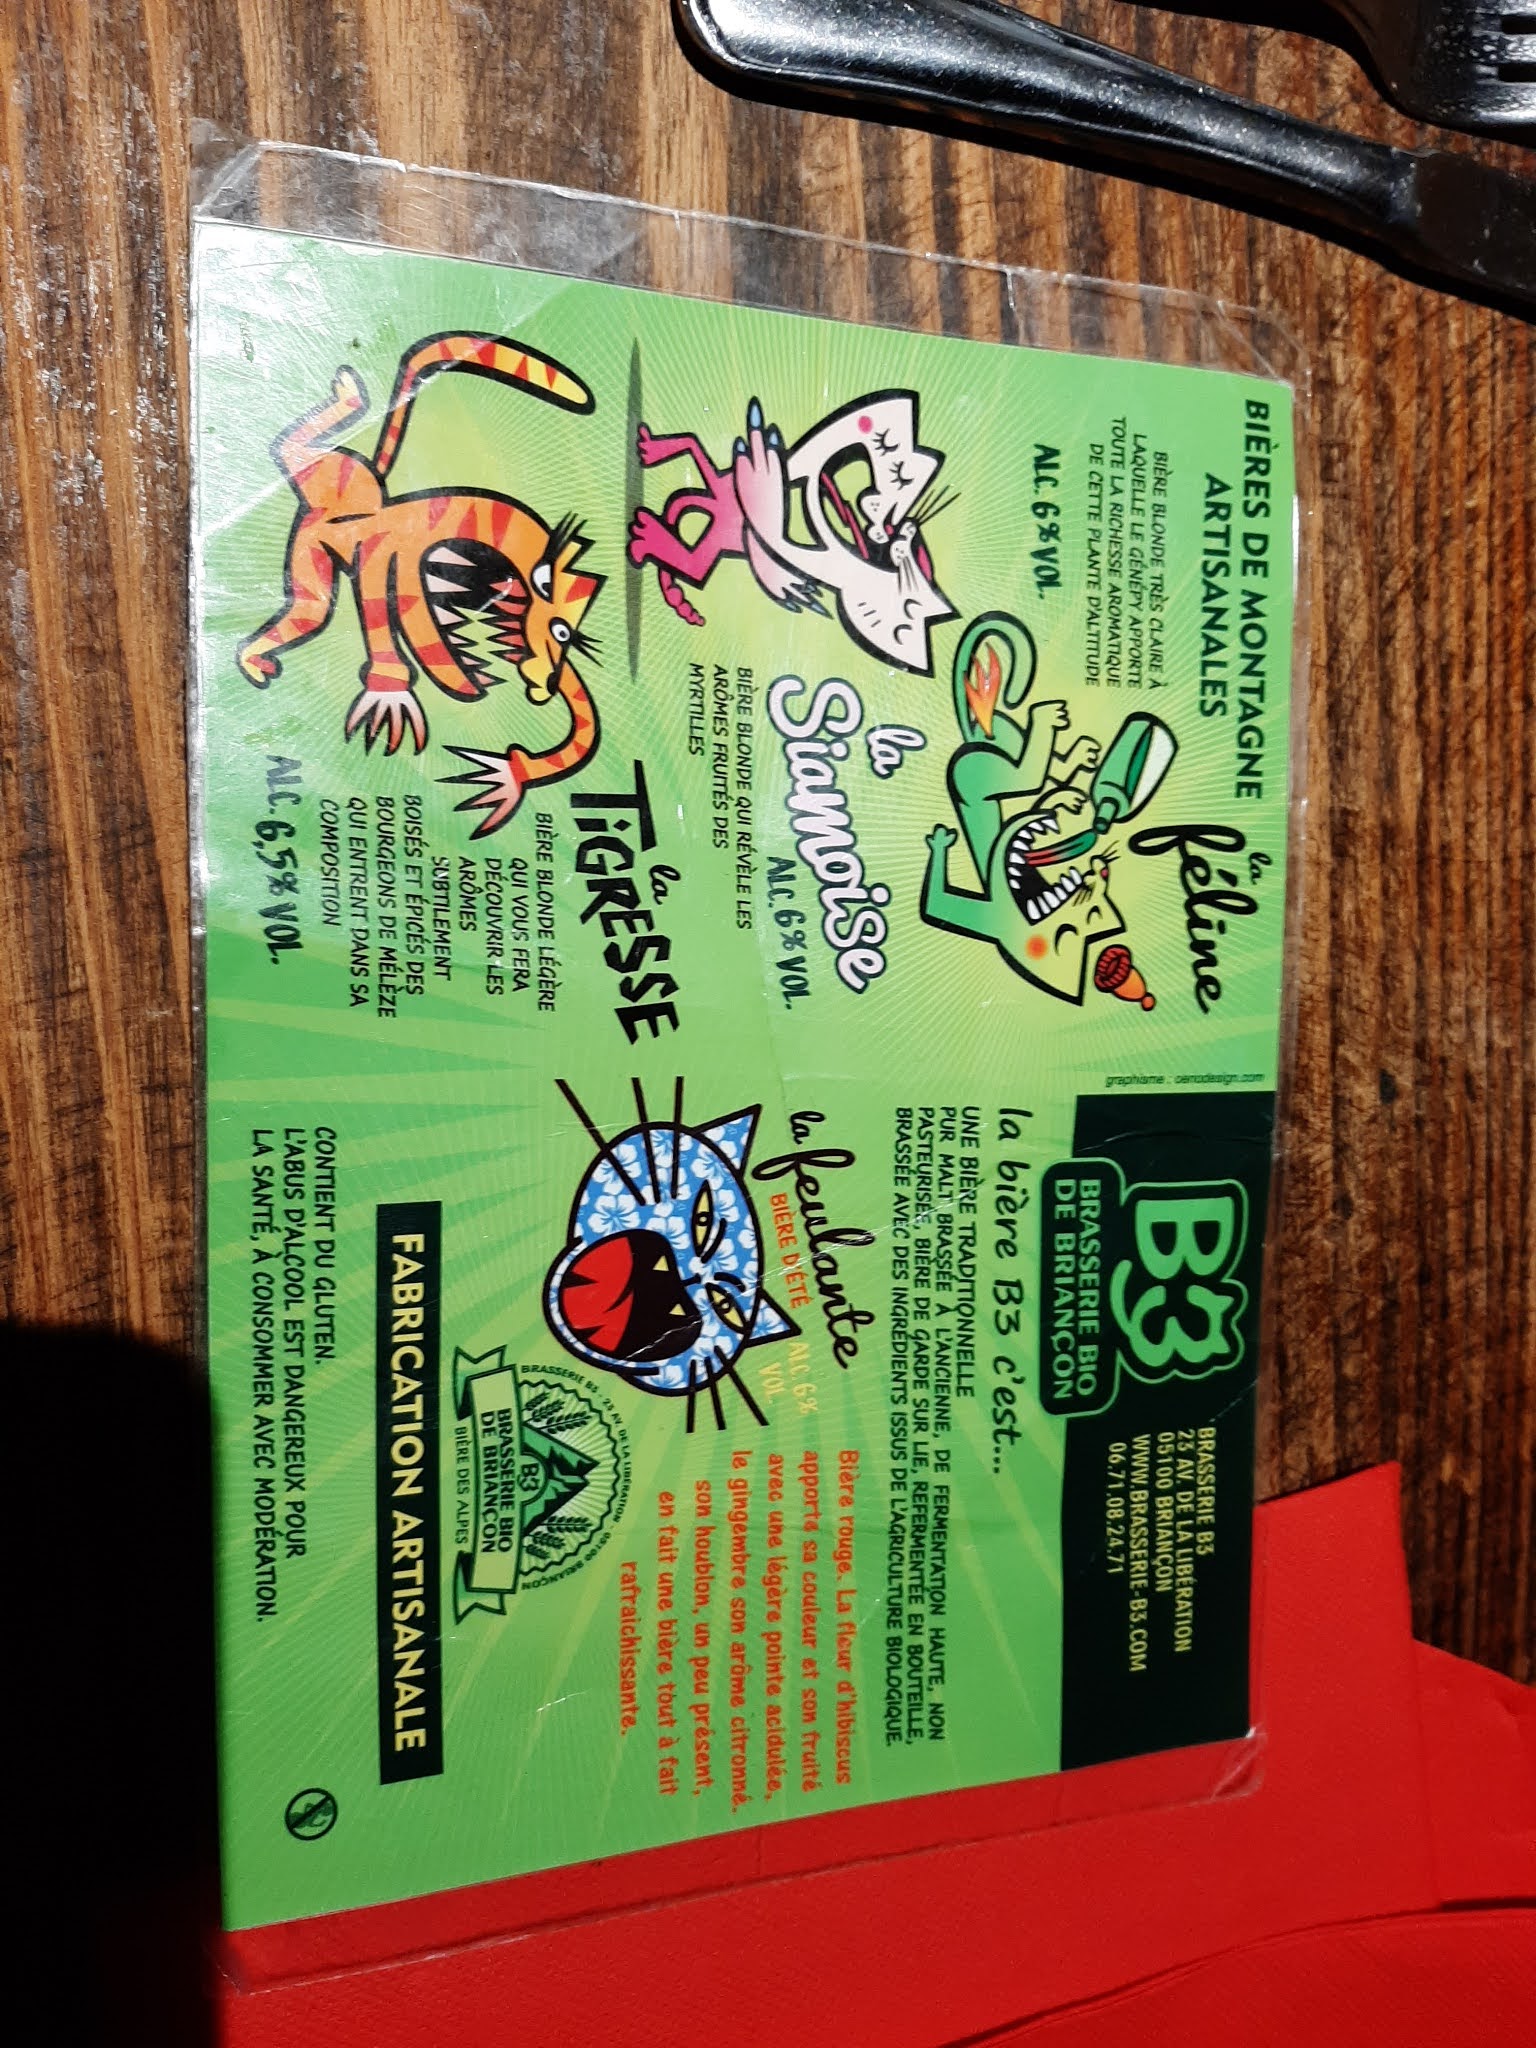 BIÈRES DE MONTAGNE
ARTISANALES
la féline
BIÈRE BLONDE TRÈS CLAIRE À
LAQUELLE LE GÉNÉPY APPORTE
TOUTE LA RICHESSE AROMATIQUE
DE CETTE PLANTE D'ALTITUDE
ALC. 6% VOL.
la
Siamoise
ALC. 6% VOL.
BIÈRE BLONDE QUI RÉVÈLE LES
ARÔMES FRUITÉS DES
MYRTILLES
la
TiGRESSE
BIÈRE BLONDE LÉGÈRE
QUI VOUS FERA
DÉCOUVRIR LES
ARÔMES
SUBTILEMENT
BOISÉS ET ÉPICÉS DES
BOURGEONS DE MÉLÈZE
QUI ENTRENT DANS SA
COMPOSITION
ALC. 6,5% VOL.
graphisme : oenodesign.com
B3
BRASSERIE BIO
DE BRIANÇON
BRASSERIE B3
23 AV. DE LA LIBÉRATION
05100 BRIANÇON
WWW.BRASSERIE-B3.COM
06.71.08.24.71
la bière B3 c'est...
UNE BIÈRE TRADITIONNELLE
PUR MALT BRASSÉE À L'ANCIENNE, DE FERMENTATION HAUTE, NON
PASTEURISÉE, BIÈRE DE GARDE SUR LIE, REFERMENTÉE EN BOUTEILLE,
BRASSÉE AVEC DES INGRÉDIENTS ISSUS DE L'AGRICULTURE BIOLOGIQUE.
la feulante
BIÈRE D'ÉTÉ
ALC. 6%
VOL.
Bière rouge. La fleur d'hibiscus
apporte sa couleur et son fruité
avec une légère pointe acidulée,
le gingembre son arôme citronné.
son houblon, un peu présent,
en fait une bière tout à fait
rafraichissante.
BRASSERIE B3 - 23 AV. DE LA LIBÉRATION - 05100 BRIANÇON
B3
BRASSERIE BIO
DE BRIANÇON
BIÈRE DES ALPES
FABRICATION ARTISANALE
CONTIENT DU GLUTEN.
L'ABUS D'ALCOOL EST DANGEREUX POUR
LA SANTÉ, À CONSOMMER AVEC MODÉRATION.